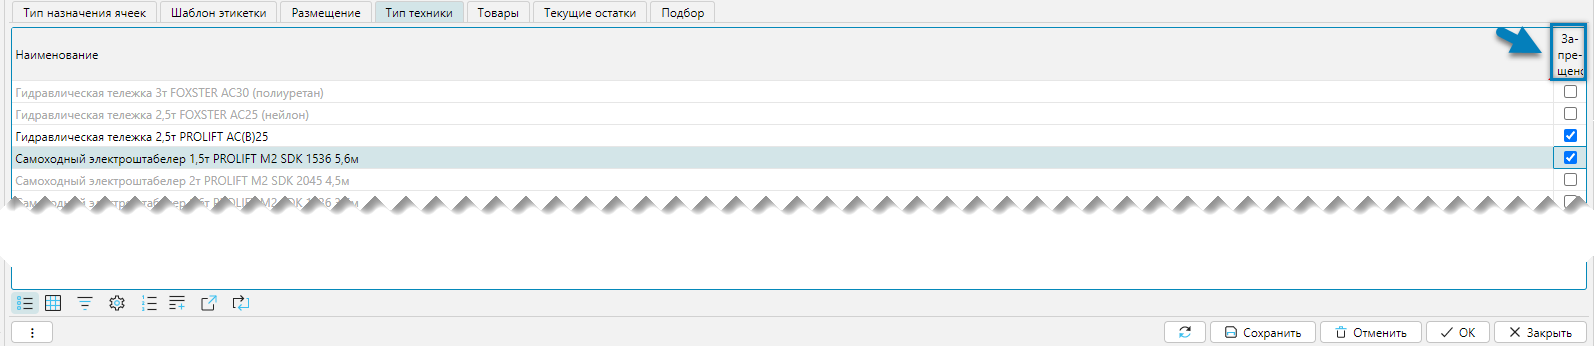 Тип назначения ячеек Шаблон этикетки Размещение Тип техники Товары Текущие остатки Подбор
Наименование
За-
пре-
щено
Гидравлическая тележка 3т FOXSTER AC30 (полиуретан)
Гидравлическая тележка 2,5т FOXSTER AC25 (нейлон)
Гидравлическая тележка 2,5т PROLIFT AC(B)25
Самоходный электроштабелер 1,5т PROLIFT M2 SDK 1536 5,6м
Самоходный электроштабелер 2т PROLIFT M2 SDK 2045 4,5м
Сохранить Отменить OK Закрыть